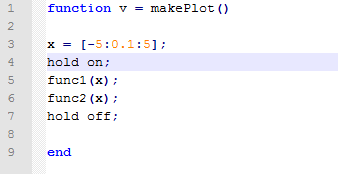 1 function v = makePlot()
2
3 x = [-5:0.1:5];
4 hold on;
5 func1(x);
6 func2(x);
7 hold off;
8
9 end